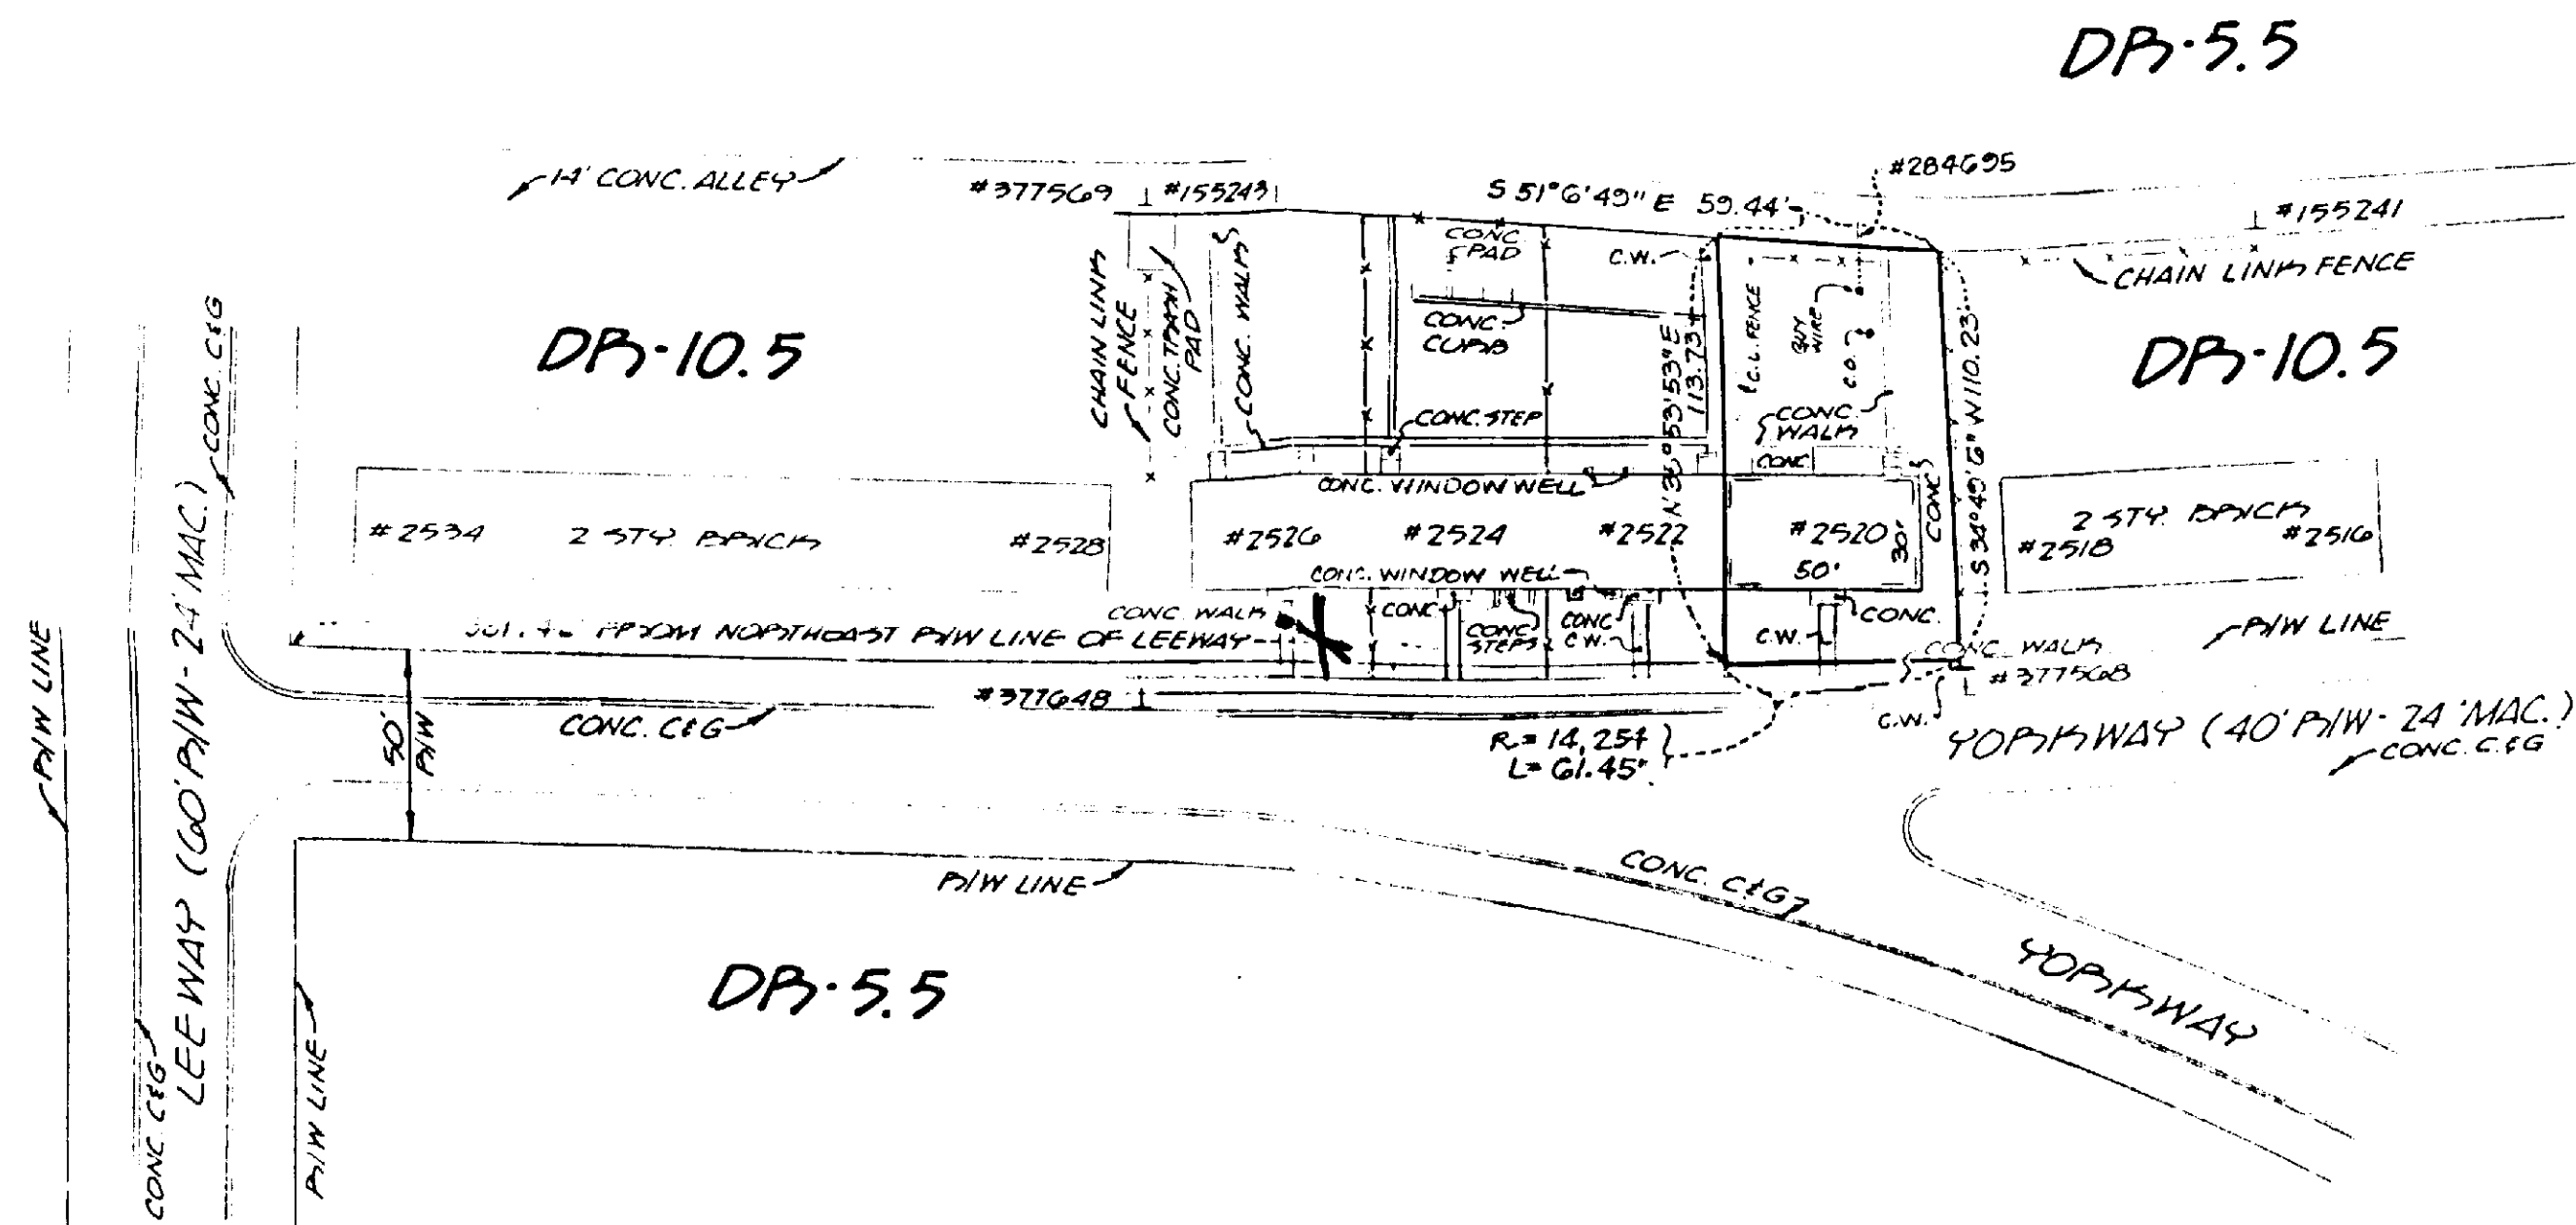 DR-5.5
14' CONC. ALLEY
#377569
#155243
S 51°6'49" E 59.44'
#284695
#155241
CHAIN LINK FENCE
CONC. C&G
DR-10.5
CHAIN LINK
FENCE
CONC. TRASH
PAD
CONC. WALK
CONC
PAD
C.W.
CONC.
CURB
113.73'
C.L. FENCE
GUY
WIRE
C.O.
S 34°49'6" W 110.23'
DR-10.5
CONC. STEP
CONC.
WALK
CONC
CONC. WINDOW WELL
CONC
#2534
2 STY. BRICK
#2528
#2526
#2524
#2522
#2520
50'
30'
2 STY. BRICK
#2518
#2516
CONC. WINDOW WELL
CONC. WALK
FROM NORTHEAST R/W LINE OF LEEWAY
CONC
CONC
STEPS
CONC
C.W.
C.W.
CONC.
CONC. WALK
R/W LINE
#377568
C.W.
#377648
R/W LINE
LEEWAY (60' R/W - 24' MAC.)
50'
R/W
CONC. C&G
R= 14,254
L= 61.45'
YORKWAY (40' R/W - 24' MAC.)
CONC. C&G
R/W LINE
CONC. C&G
DR-5.5
YORKWAY
R/W LINE
CONC C&G